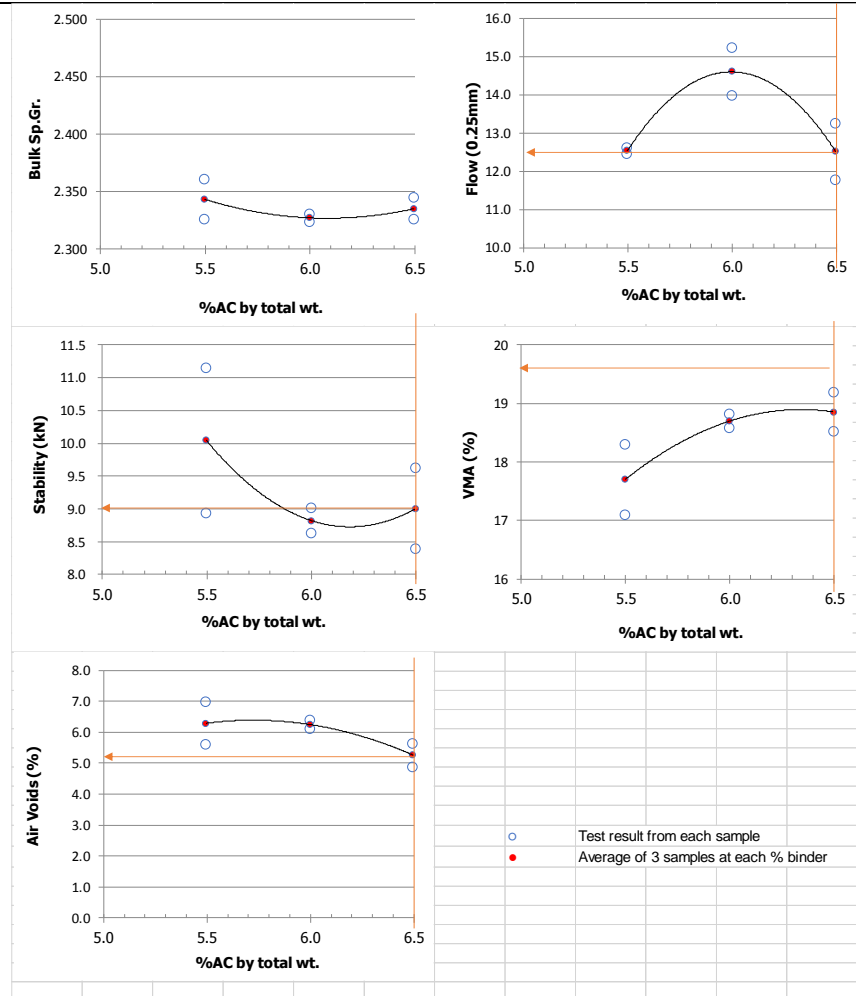 2.500
2.450
2.400
2.350
2.300
Bulk Sp.Gr.
5.0 5.5 6.0 6.5
%AC by total wt.
16.0
15.0
14.0
13.0
12.0
11.0
10.0
Flow (0.25mm)
5.0 5.5 6.0 6.5
%AC by total wt.
11.5
11.0
10.5
10.0
9.5
9.0
8.5
8.0
Stability (kN)
5.0 5.5 6.0 6.5
%AC by total wt.
20
19
18
17
16
VMA (%)
5.0 5.5 6.0 6.5
%AC by total wt.
8.0
7.0
6.0
5.0
4.0
3.0
2.0
1.0
0.0
Air Voids (%)
5.0 5.5 6.0 6.5
%AC by total wt.
Test result from each sample
Average of 3 samples at each % binder